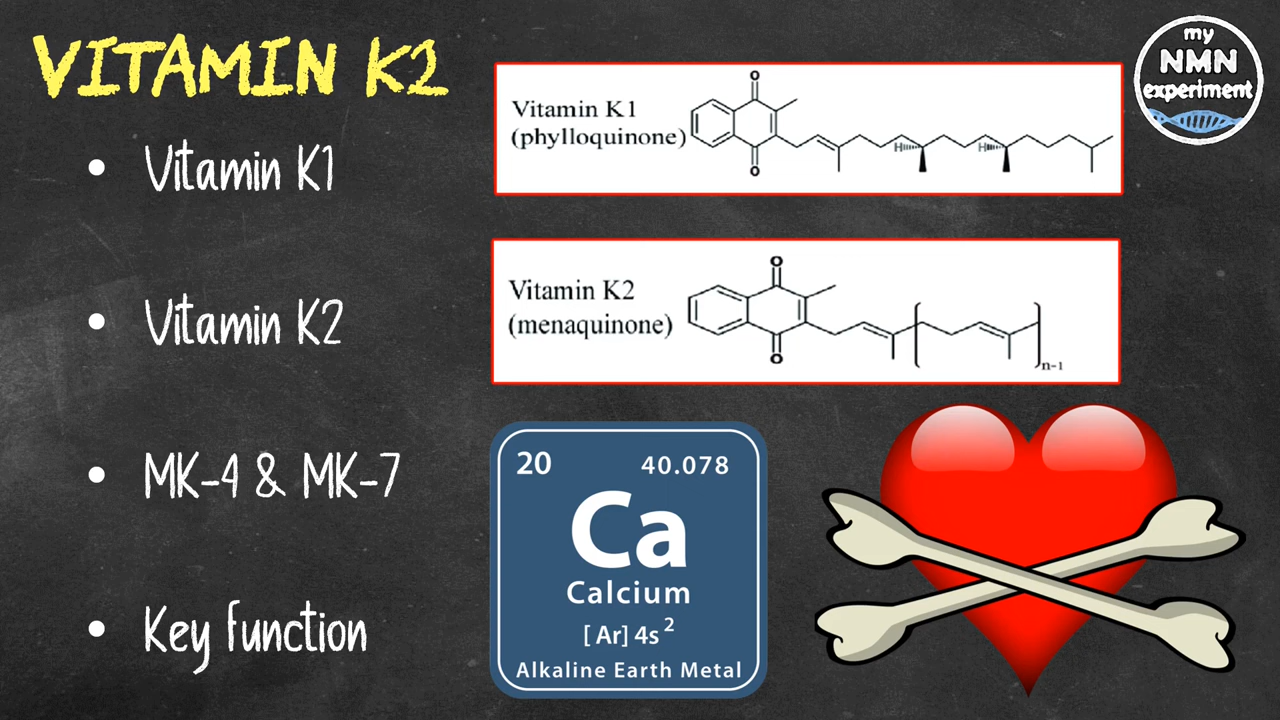 VITAMIN K2
• Vitamin K1
• Vitamin K2
• MK-4 & MK-7
• Key function
Vitamin K1
(phylloquinone)
O
O
H
H
Vitamin K2
(menaquinone)
O
O
n-1
20 40.078
Ca
Calcium
[Ar] 4s²
Alkaline Earth Metal
my
NMN
experiment